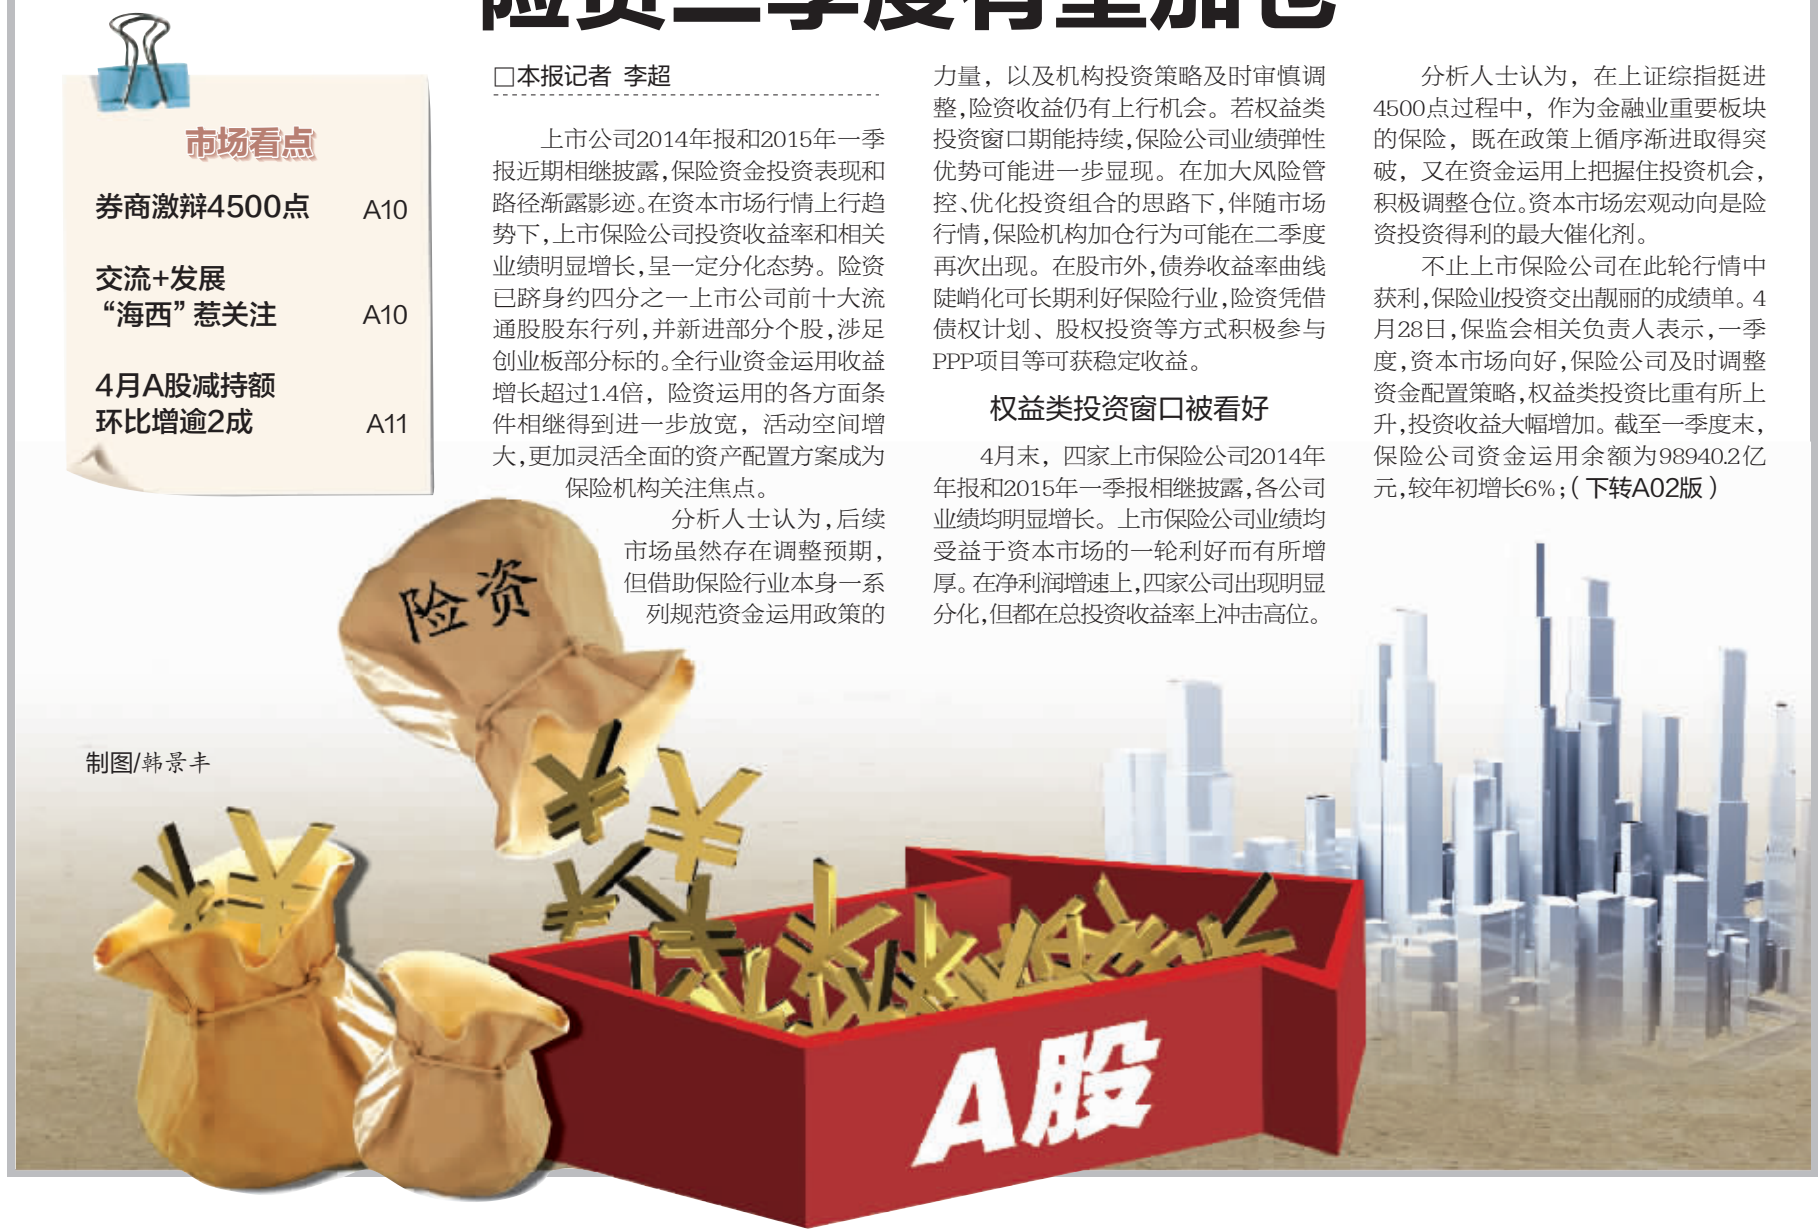 险资二季度有望加仓
市场看点
券商激辩4500点 A10
交流+发展
“海西”惹关注 A10
4月A股减持额
环比增逾2成 A11
□本报记者 李超
上市公司2014年报和2015年一季
报近期相继披露,保险资金投资表现和
路径渐露影迹。在资本市场行情上行趋
势下,上市保险公司投资收益率和相关
业绩明显增长,呈一定分化态势。险资
已跻身约四分之一上市公司前十大流
通股股东行列,并新进部分个股,涉足
创业板部分标的。全行业资金运用收益
增长超过1.4倍，险资运用的各方面条
件相继得到进一步放宽，活动空间增
大,更加灵活全面的资产配置方案成为
保险机构关注焦点。
分析人士认为,后续
市场虽然存在调整预期,
但借助保险行业本身一系
列规范资金运用政策的
力量，以及机构投资策略及时审慎调
整,险资收益仍有上行机会。若权益类
投资窗口期能持续,保险公司业绩弹性
优势可能进一步显现。在加大风险管
控、优化投资组合的思路下,伴随市场
行情,保险机构加仓行为可能在二季度
再次出现。在股市外,债券收益率曲线
陡峭化可长期利好保险行业,险资凭借
债权计划、股权投资等方式积极参与
PPP项目等可获稳定收益。
权益类投资窗口被看好
4月末，四家上市保险公司2014年
年报和2015年一季报相继披露,各公司
业绩均明显增长。上市保险公司业绩均
受益于资本市场的一轮利好而有所增
厚。在净利润增速上,四家公司出现明显
分化,但都在总投资收益率上冲击高位。
分析人士认为，在上证综指挺进
4500点过程中，作为金融业重要板块
的保险，既在政策上循序渐进取得突
破，又在资金运用上把握住投资机会,
积极调整仓位。资本市场宏观动向是险
资投资得利的最大催化剂。
不止上市保险公司在此轮行情中
获利,保险业投资交出靓丽的成绩单。4
月28日,保监会相关负责人表示,一季
度,资本市场向好,保险公司及时调整
资金配置策略,权益类投资比重有所上
升,投资收益大幅增加。截至一季度末,
保险公司资金运用余额为98940.2亿
元,较年初增长6%;(下转A02版)
险资
制图/韩景丰
A股